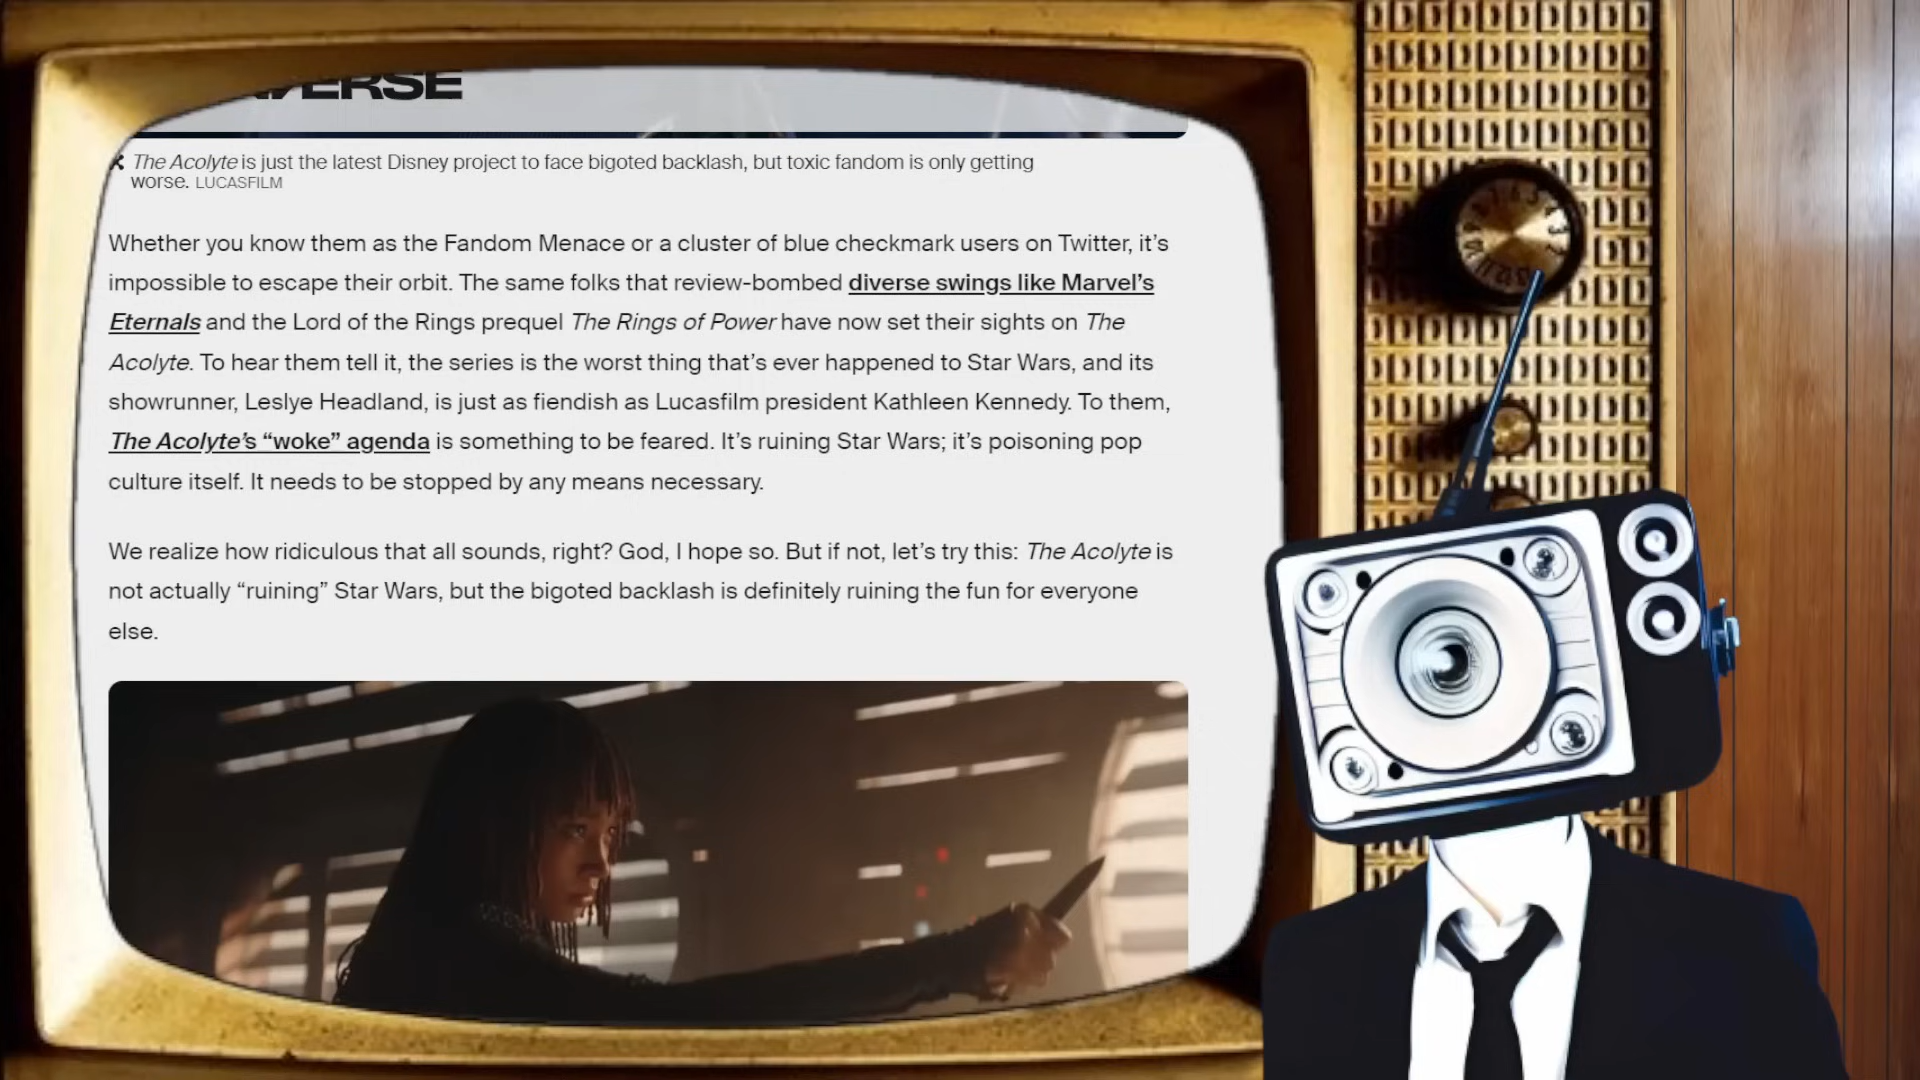 VERSE
The Acolyte is just the latest Disney project to face bigoted backlash, but toxic fandom is only getting
worse. LUCASFILM
Whether you know them as the Fandom Menace or a cluster of blue checkmark users on Twitter, it’s
impossible to escape their orbit. The same folks that review-bombed diverse swings like Marvel’s
Eternals and the Lord of the Rings prequel The Rings of Power have now set their sights on The
Acolyte. To hear them tell it, the series is the worst thing that’s ever happened to Star Wars, and its
showrunner, Leslye Headland, is just as fiendish as Lucasfilm president Kathleen Kennedy. To them,
The Acolyte’s “woke” agenda is something to be feared. It’s ruining Star Wars; it’s poisoning pop
culture itself. It needs to be stopped by any means necessary.
We realize how ridiculous that all sounds, right? God, I hope so. But if not, let’s try this: The Acolyte is
not actually “ruining” Star Wars, but the bigoted backlash is definitely ruining the fun for everyone
else.